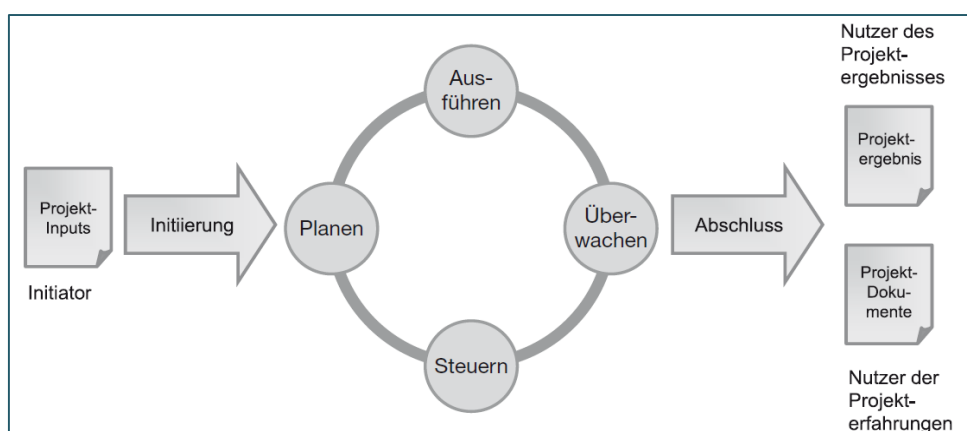 Projekt-
Inputs
Initiator
Initiierung
Planen
Aus-
führen
Über-
wachen
Steuern
Abschluss
Nutzer des
Projekt-
ergebnisses
Projekt-
ergebnis
Projekt-
Doku-
mente
Nutzer der
Projekt-
erfahrungen